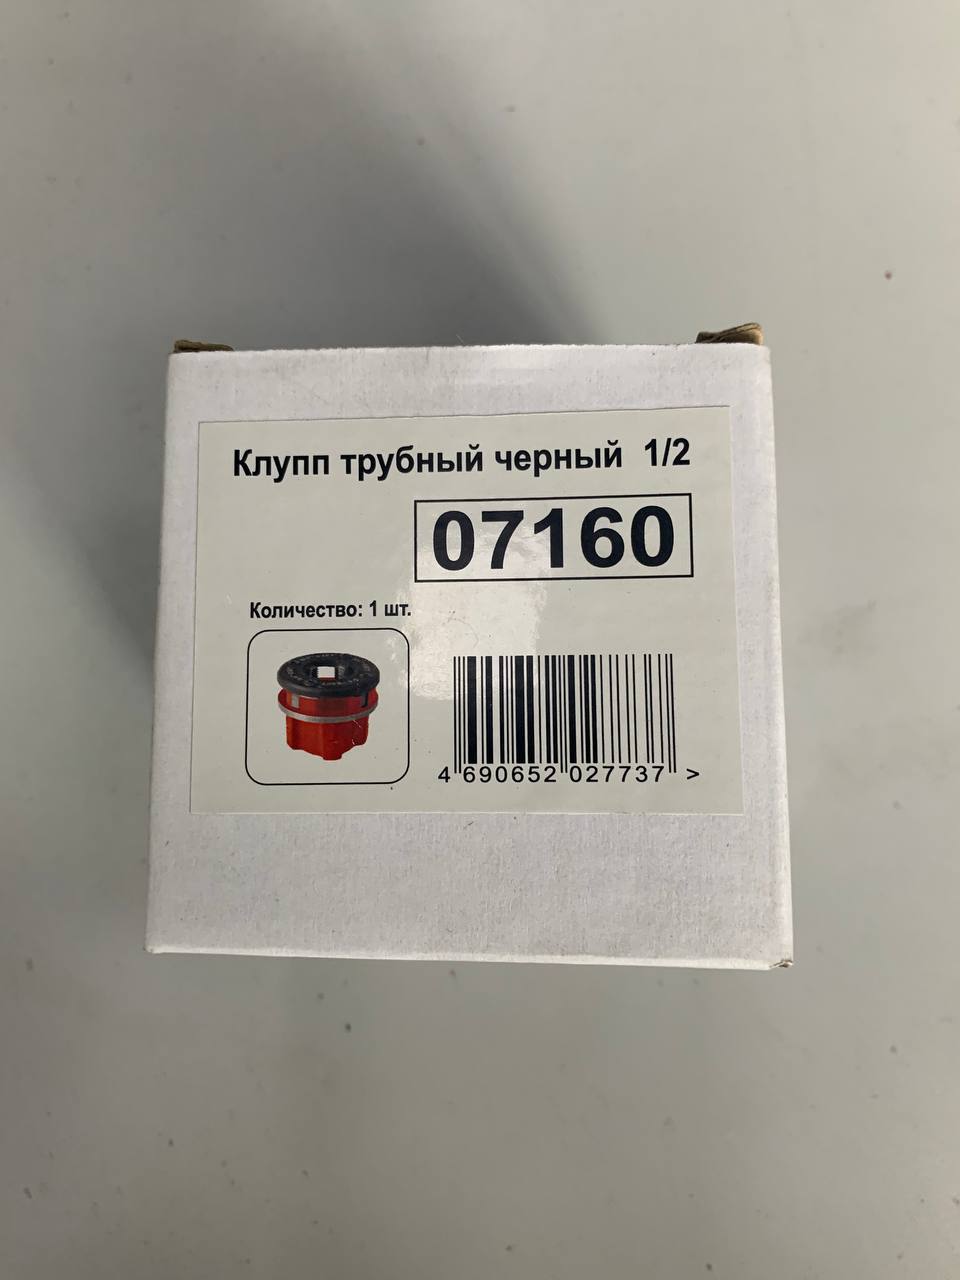 Клупп трубный черный 1/2
07160
Количество: 1 шт.
4 690652 027737 >